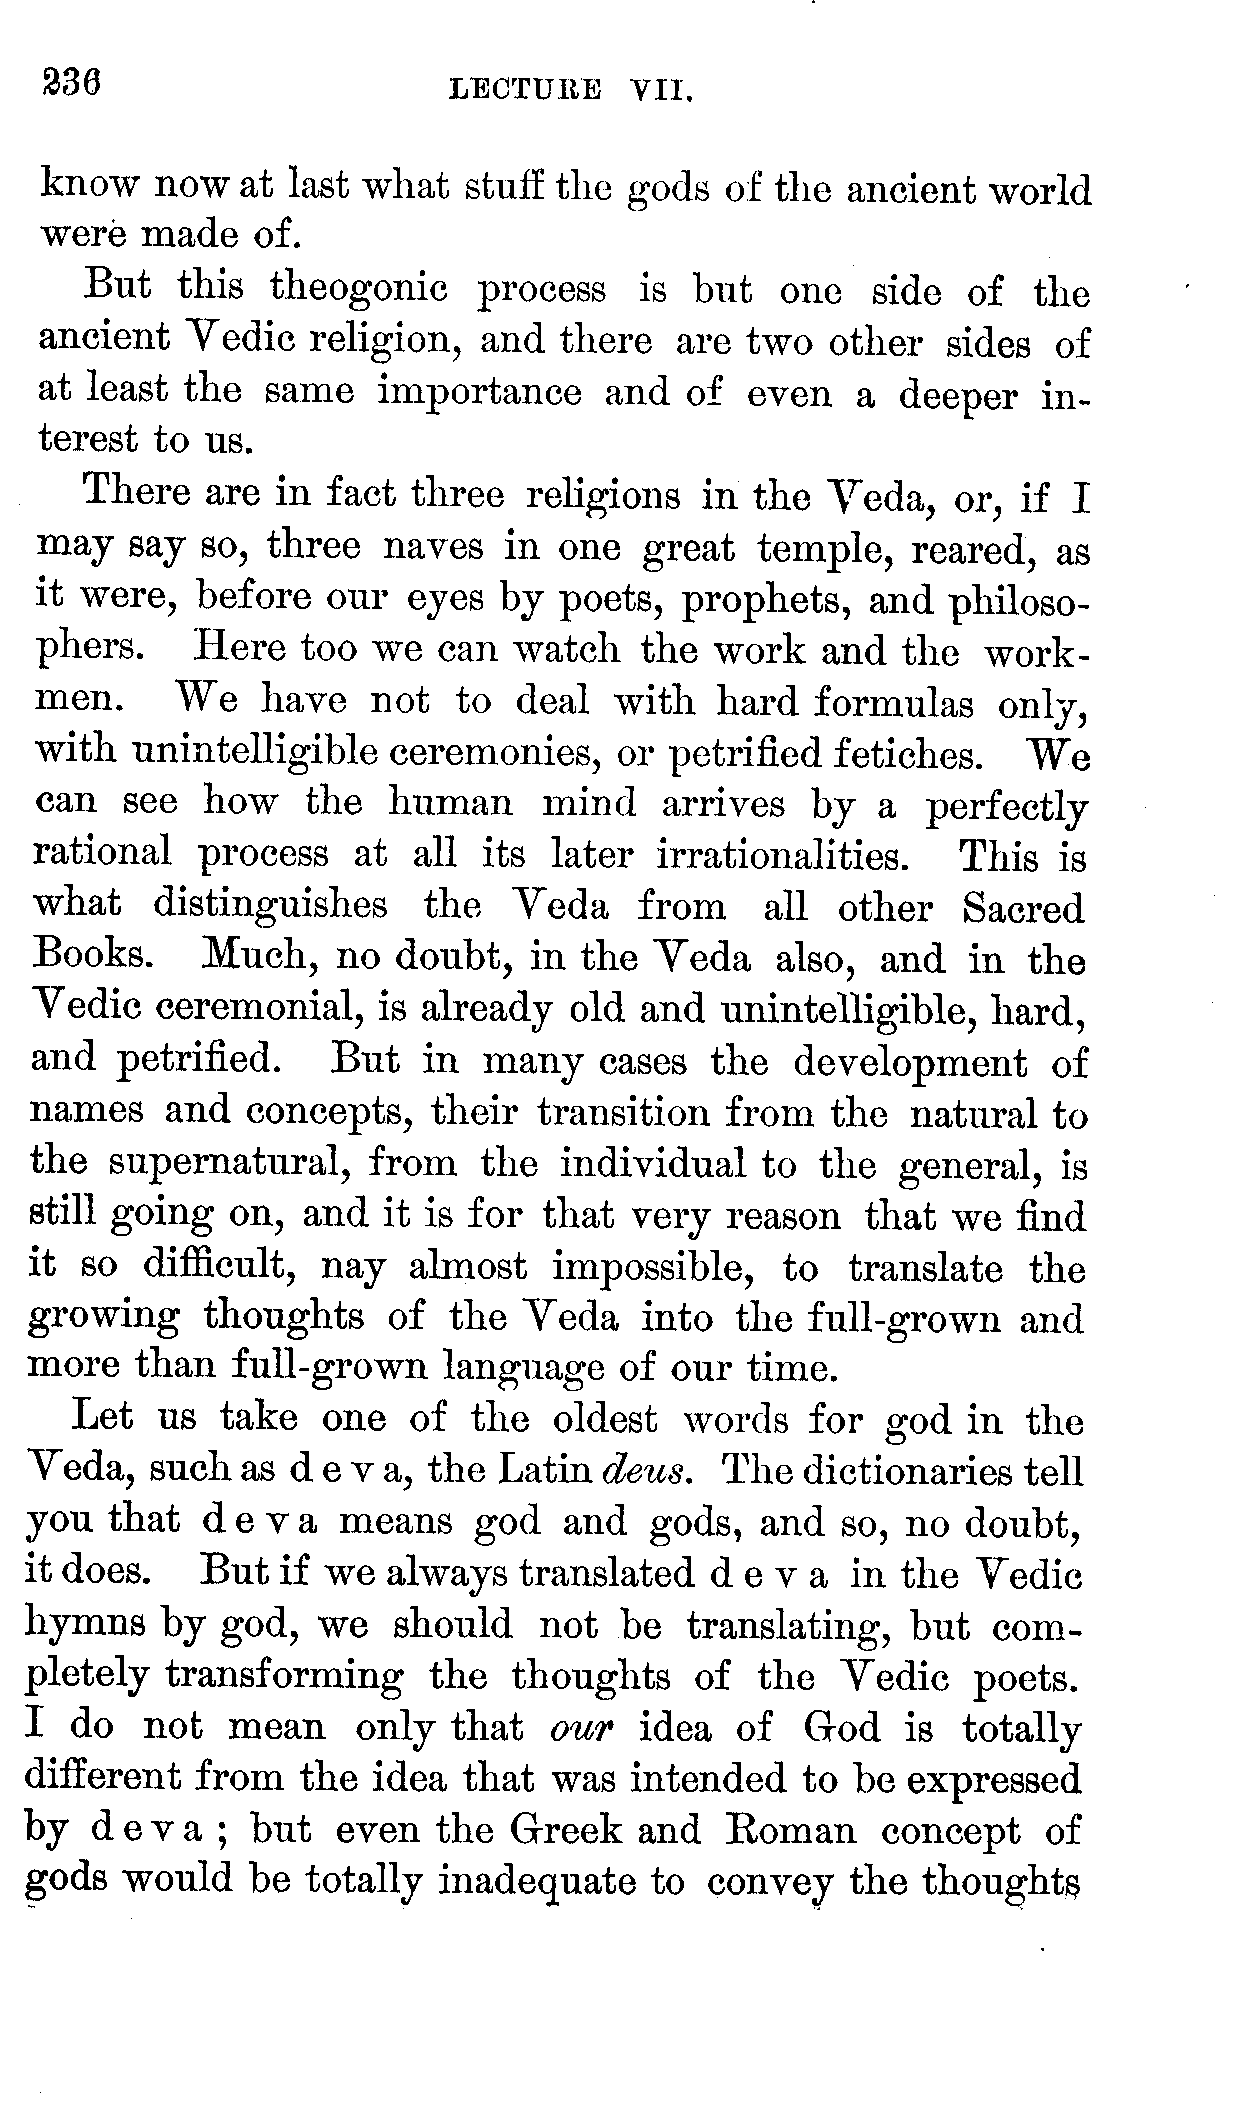 236 LECTURE VII.
know now at last what stuff the gods of the ancient world
were made of.
But this theogonic process is but one side of the
ancient Vedic religion, and there are two other sides of
at least the same importance and of even a deeper in-
terest to us.
There are in fact three religions in the Veda, or, if I
may say so, three naves in one great temple, reared, as
it were, before our eyes by poets, prophets, and philoso-
phers. Here too we can watch the work and the work-
men. We have not to deal with hard formulas only,
with unintelligible ceremonies, or petrified fetiches. We
can see how the human mind arrives by a perfectly
rational process at all its later irrationalities. This is
what distinguishes the Veda from all other Sacred
Books. Much, no doubt, in the Veda also, and in the
Vedic ceremonial, is already old and unintelligible, hard,
and petrified. But in many cases the development of
names and concepts, their transition from the natural to
the supernatural, from the individual to the general, is
still going on, and it is for that very reason that we find
it so difficult, nay almost impossible, to translate the
growing thoughts of the Veda into the full-grown and
more than full-grown language of our time.
Let us take one of the oldest words for god in the
Veda, such as d e v a, the Latin deus. The dictionaries tell
you that d e v a means god and gods, and so, no doubt,
it does. But if we always translated d e v a in the Vedic
hymns by god, we should not be translating, but com-
pletely transforming the thoughts of the Vedic poets.
I do not mean only that our idea of God is totally
different from the idea that was intended to be expressed
by d e v a ; but even the Greek and Roman concept of
gods would be totally inadequate to convey the thoughts